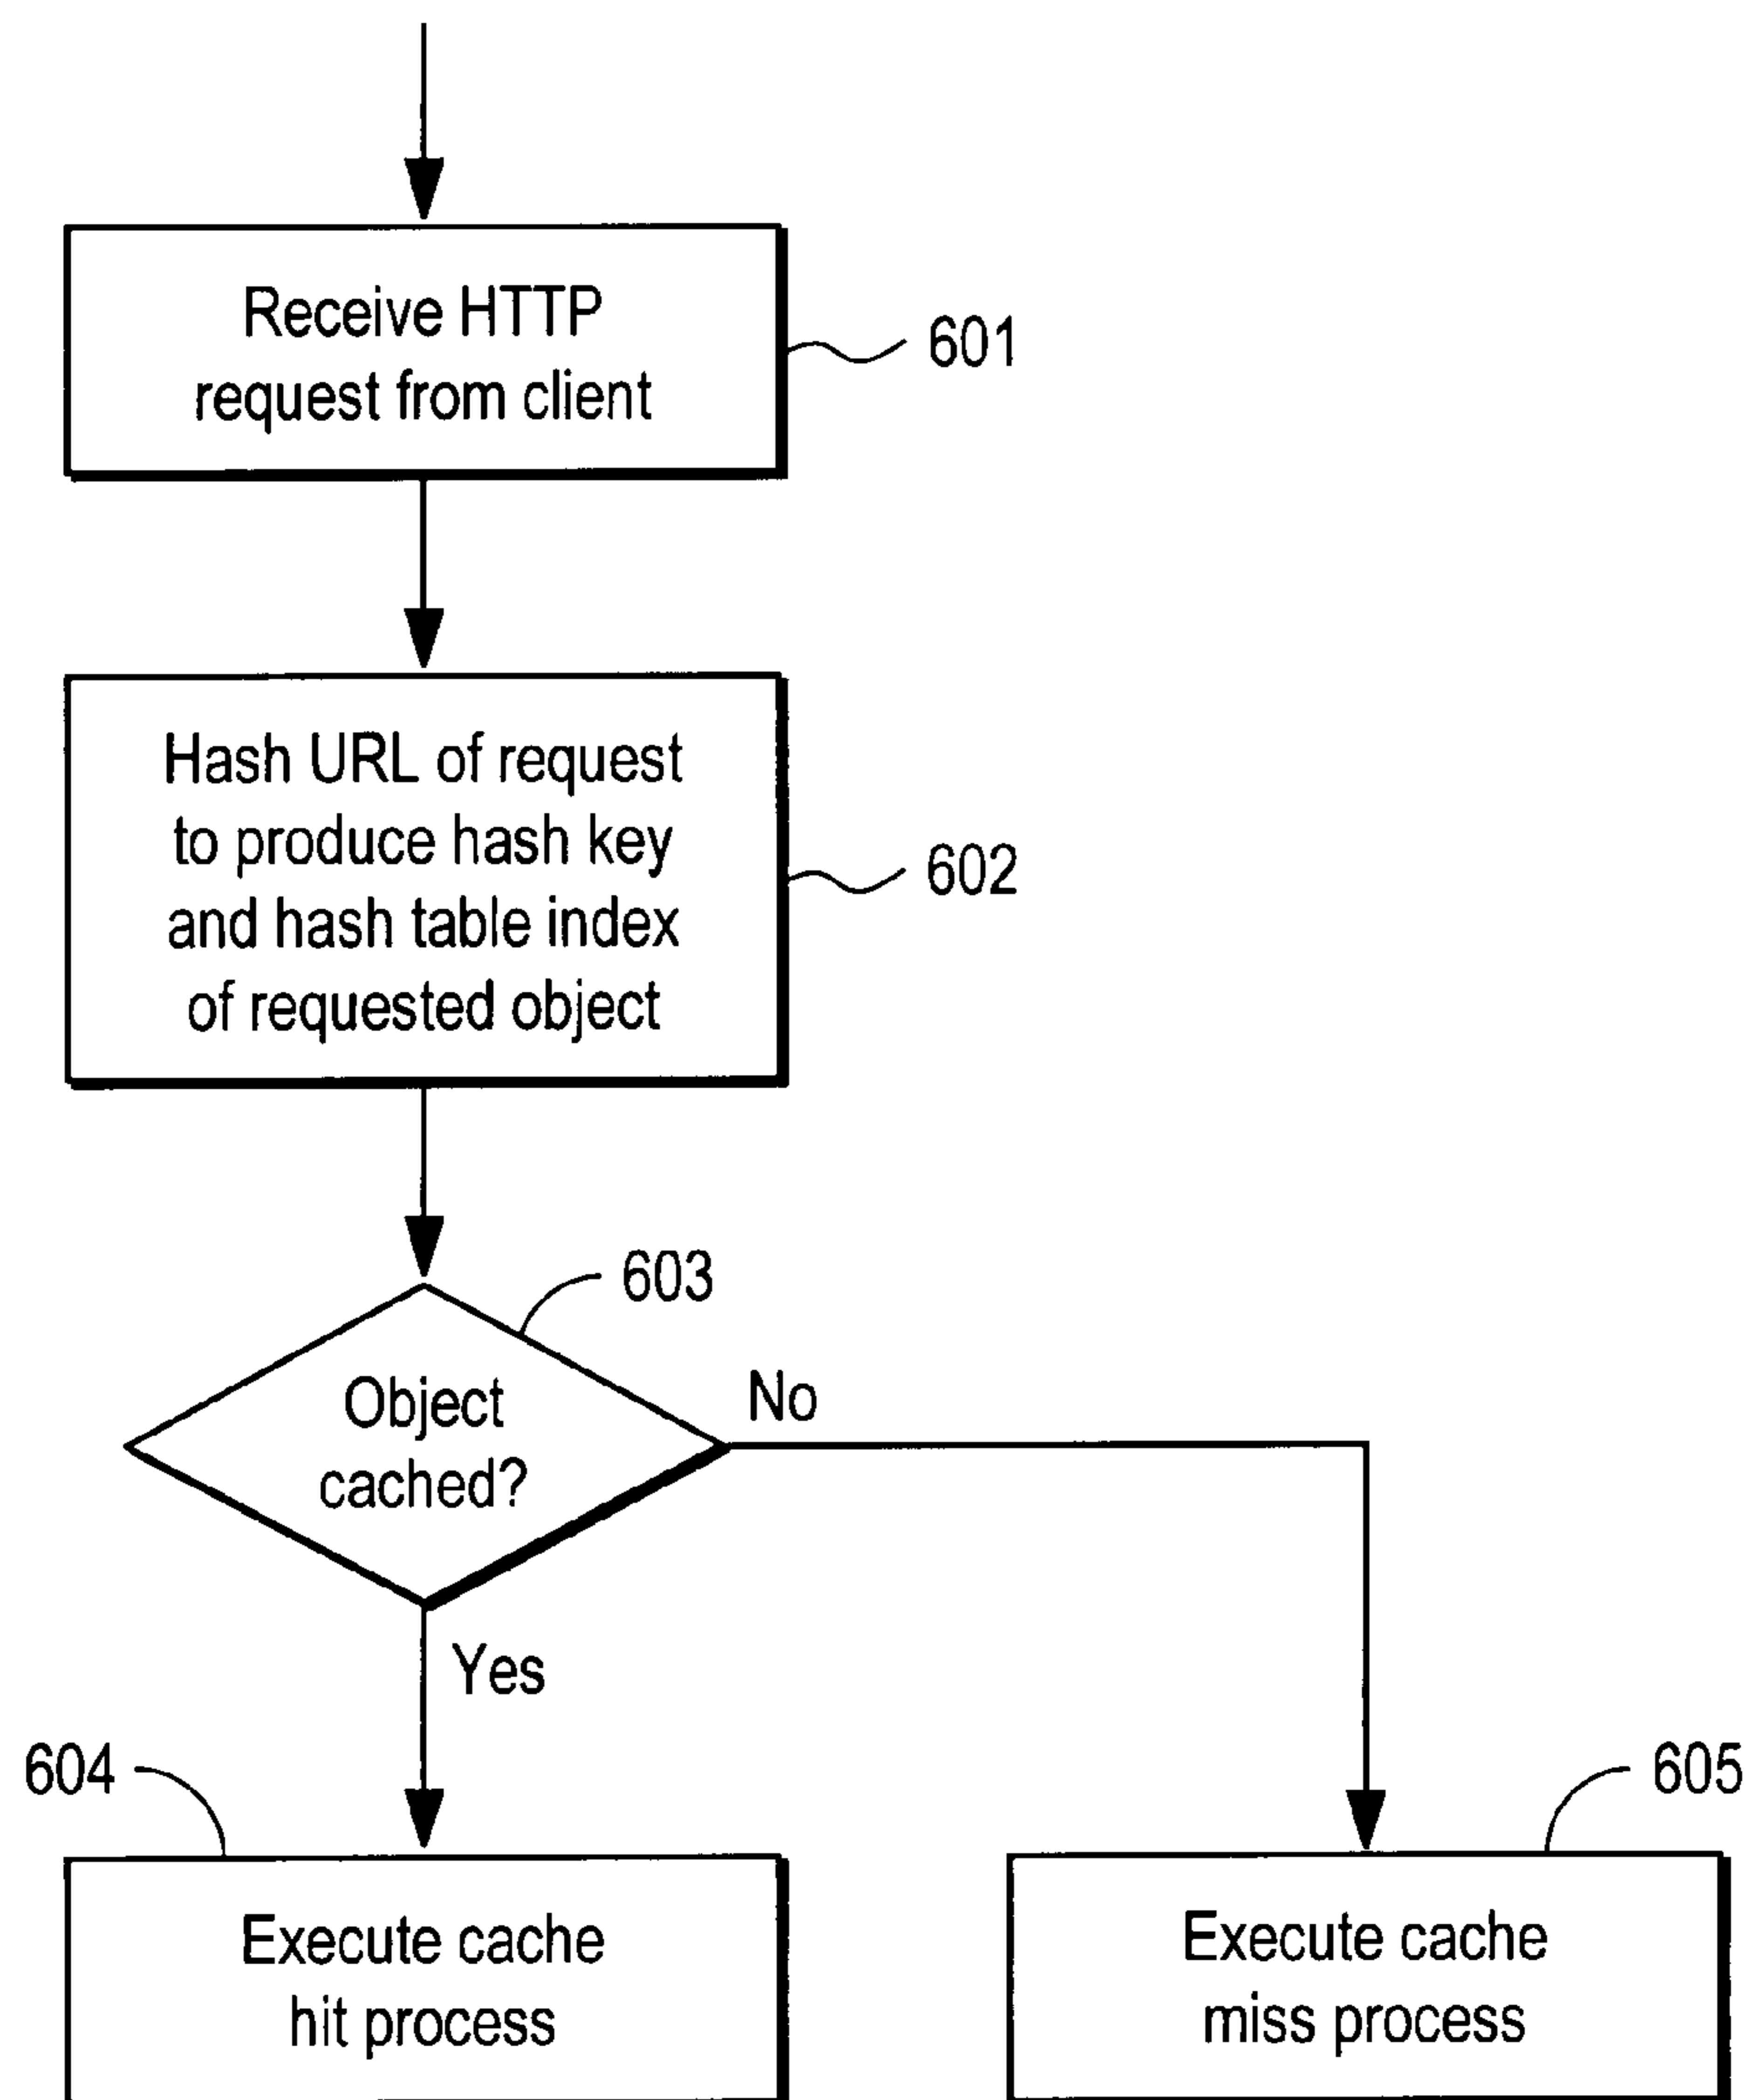 Receive HTTP
request from client
601
Hash URL of request
to produce hash key
and hash table index
of requested object
602
603
Object
cached?
No
Yes
604
Execute cache
hit process
605
Execute cache
miss process